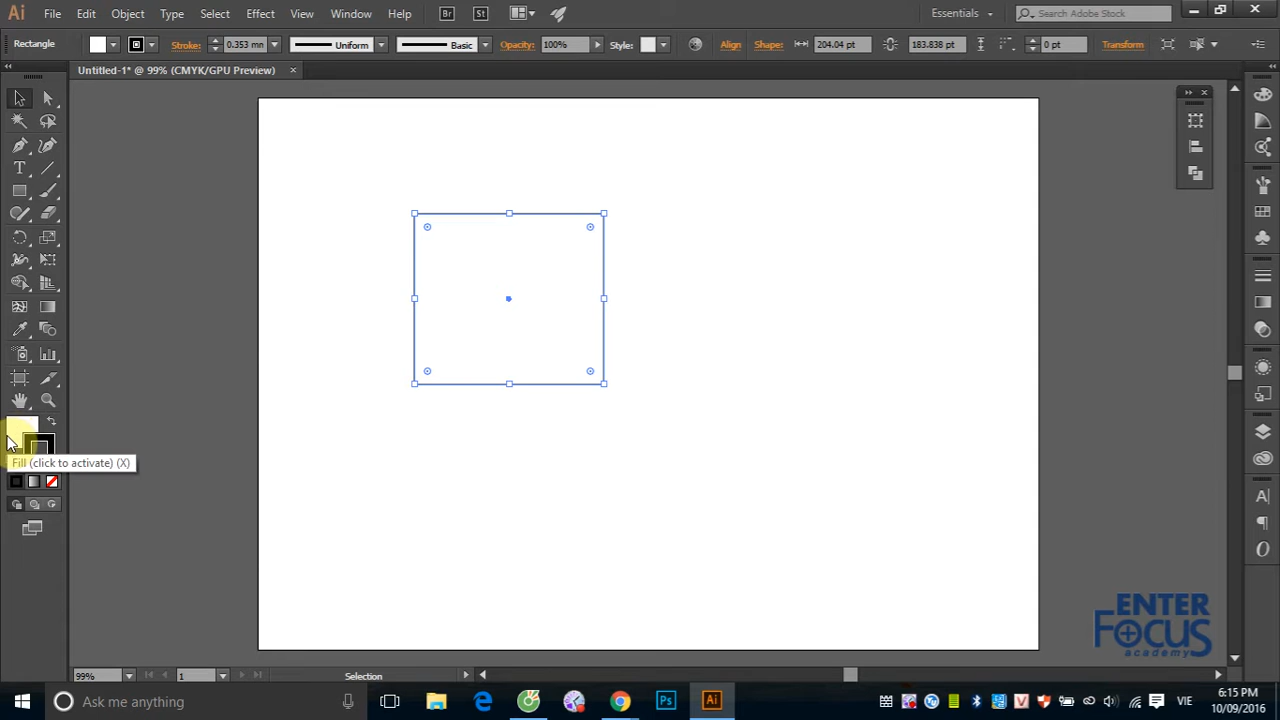 Ai File Edit Object Type Select Effect View Window Help Br St Essentials Search Adobe Stock
Rectangle Stroke: 0.353 mn Uniform Basic Opacity: 100% Style: Align Shape: 204.04 pt 183.838 pt 0 pt Transform
Untitled-1* @ 99% (CMYK/GPU Preview)
Fill (click to activate) (X)
ENTER
FOCUS
academy
99% 1 Selection
Ask me anything Ps Ai VIE 6:15 PM
10/09/2016